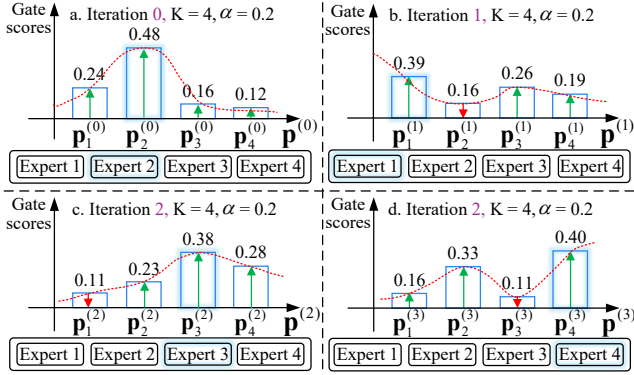 Gate scores
a. Iteration 0, K = 4, α = 0.2
0.24 0.48 0.16 0.12
p₁⁽⁰⁾ p₂⁽⁰⁾ p₃⁽⁰⁾ p₄⁽⁰⁾ p⁽⁰⁾
Expert 1 Expert 2 Expert 3 Expert 4
Gate scores
b. Iteration 1, K = 4, α = 0.2
0.39 0.16 0.26 0.19
p₁⁽¹⁾ p₂⁽¹⁾ p₃⁽¹⁾ p₄⁽¹⁾ p⁽¹⁾
Expert 1 Expert 2 Expert 3 Expert 4
Gate scores
c. Iteration 2, K = 4, α = 0.2
0.11 0.23 0.38 0.28
p₁⁽²⁾ p₂⁽²⁾ p₃⁽²⁾ p₄⁽²⁾ p⁽²⁾
Expert 1 Expert 2 Expert 3 Expert 4
Gate scores
d. Iteration 2, K = 4, α = 0.2
0.16 0.33 0.11 0.40
p₁⁽³⁾ p₂⁽³⁾ p₃⁽³⁾ p₄⁽³⁾ p⁽³⁾
Expert 1 Expert 2 Expert 3 Expert 4